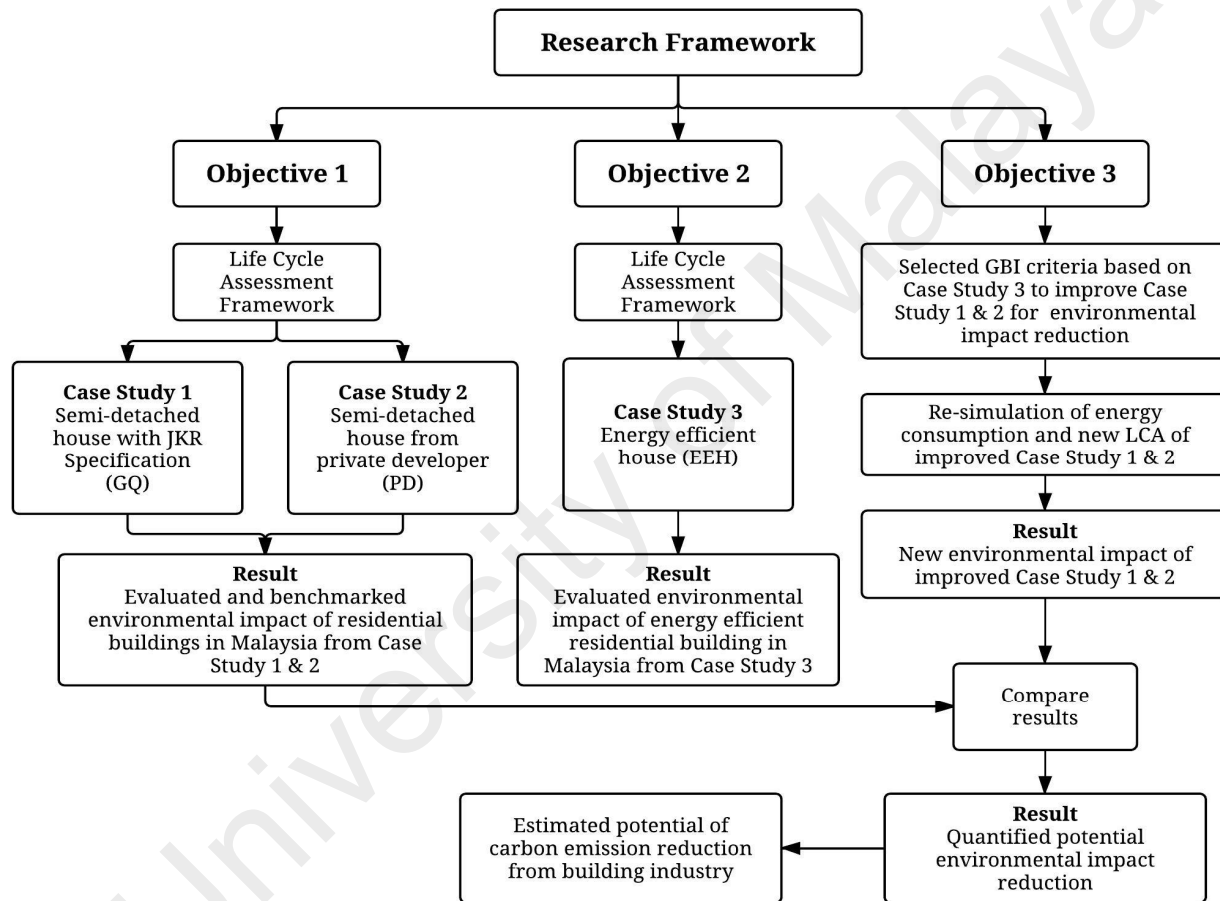 Research Framework
Objective 1
Objective 2
Objective 3
Life Cycle
Assessment
Framework
Life Cycle
Assessment
Framework
Selected GBI criteria based on
Case Study 3 to improve Case
Study 1 & 2 for environmental
impact reduction
Case Study 1
Semi-detached
house with JKR
Specification
(GQ)
Case Study 2
Semi-detached
house from
private developer
(PD)
Case Study 3
Energy efficient
house (EEH)
Re-simulation of energy
consumption and new LCA of
improved Case Study 1 & 2
Result
Evaluated and benchmarked
environmental impact of residential
buildings in Malaysia from Case
Study 1 & 2
Result
Evaluated environmental
impact of energy efficient
residential building in
Malaysia from Case Study 3
Result
New environmental impact of
improved Case Study 1 & 2
Compare
results
Result
Quantified potential
environmental impact
reduction
Estimated potential of
carbon emission reduction
from building industry
University of Malaya